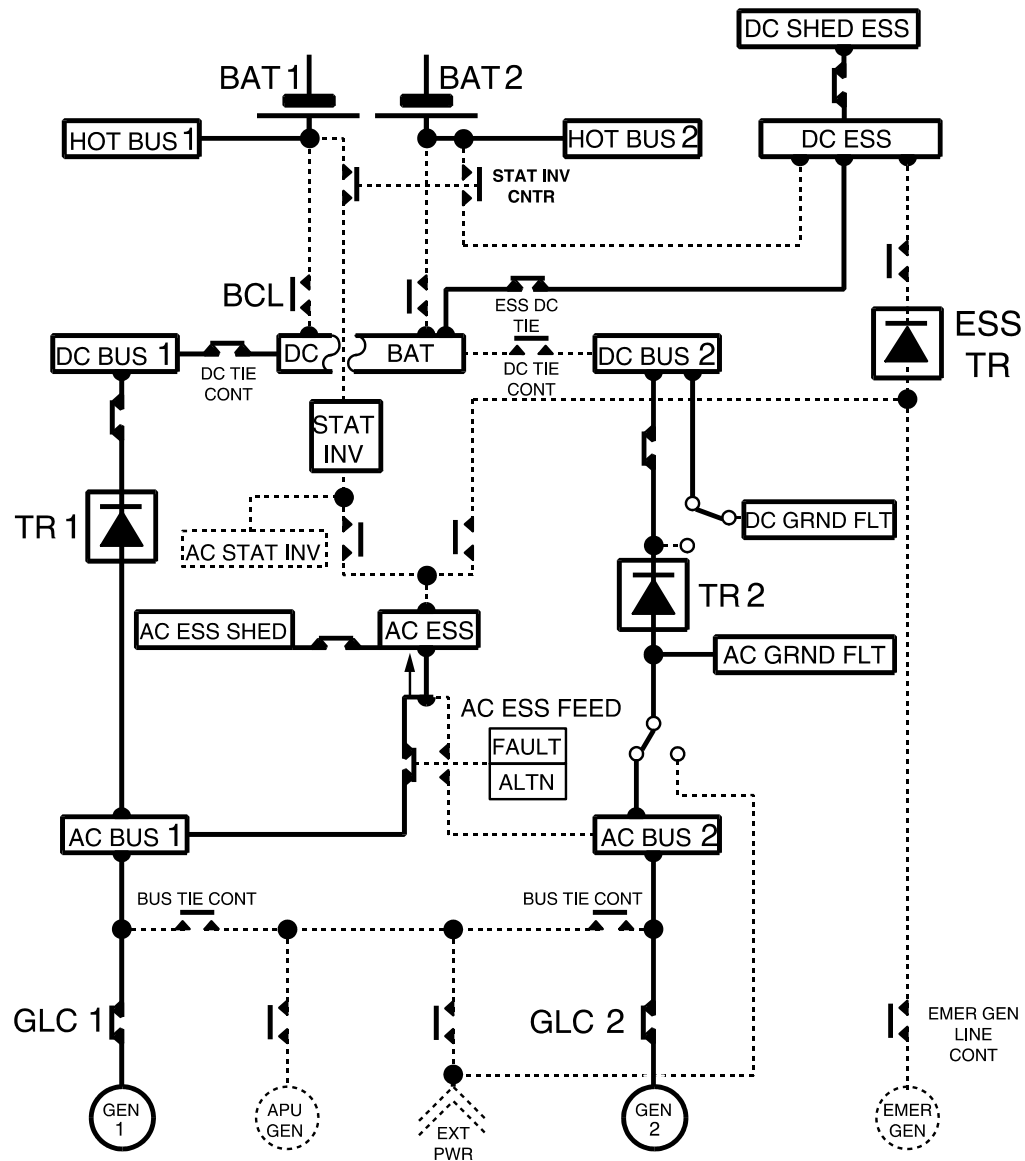 DC SHED ESS
BAT 1
BAT 2
HOT BUS 1
HOT BUS 2
DC ESS
STAT INV
CNTR
BCL
ESS DC
TIE
ESS
TR
DC BUS 1
DC
BAT
DC BUS 2
DC TIE
CONT
DC TIE
CONT
STAT
INV
TR 1
AC STAT INV
DC GRND FLT
TR 2
AC ESS SHED
AC ESS
AC GRND FLT
AC ESS FEED
FAULT
ALTN
AC BUS 1
AC BUS 2
BUS TIE CONT
BUS TIE CONT
GLC 1
GLC 2
EMER GEN
LINE
CONT
GEN
1
APU
GEN
EXT
PWR
GEN
2
EMER
GEN